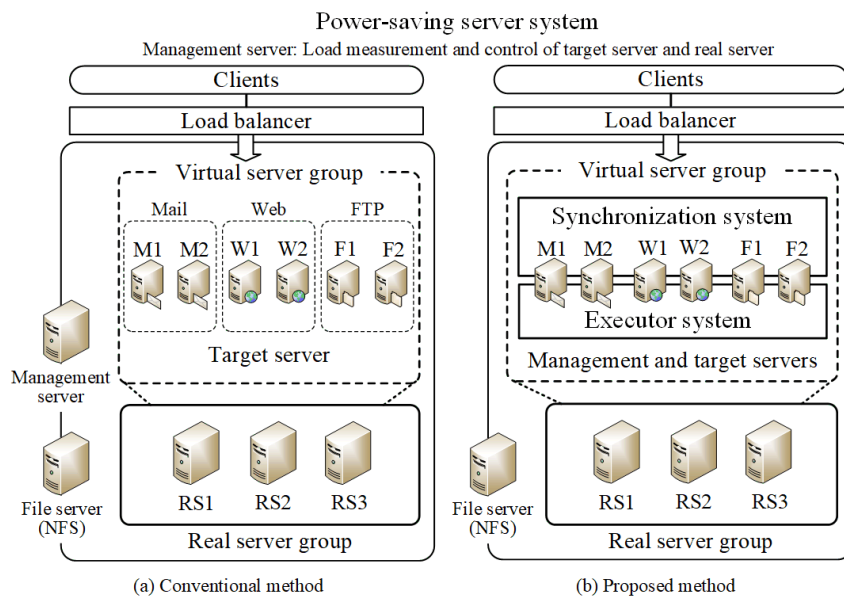 Power-saving server system
Management server: Load measurement and control of target server and real server
Clients
Load balancer
Virtual server group
Mail Web FTP
M1 M2 W1 W2 F1 F2
Target server
Management
server
File server
(NFS)
RS1 RS2 RS3
Real server group
(a) Conventional method
Clients
Load balancer
Virtual server group
Synchronization system
M1 M2 W1 W2 F1 F2
Executor system
Management and target servers
File server
(NFS)
RS1 RS2 RS3
Real server group
(b) Proposed method